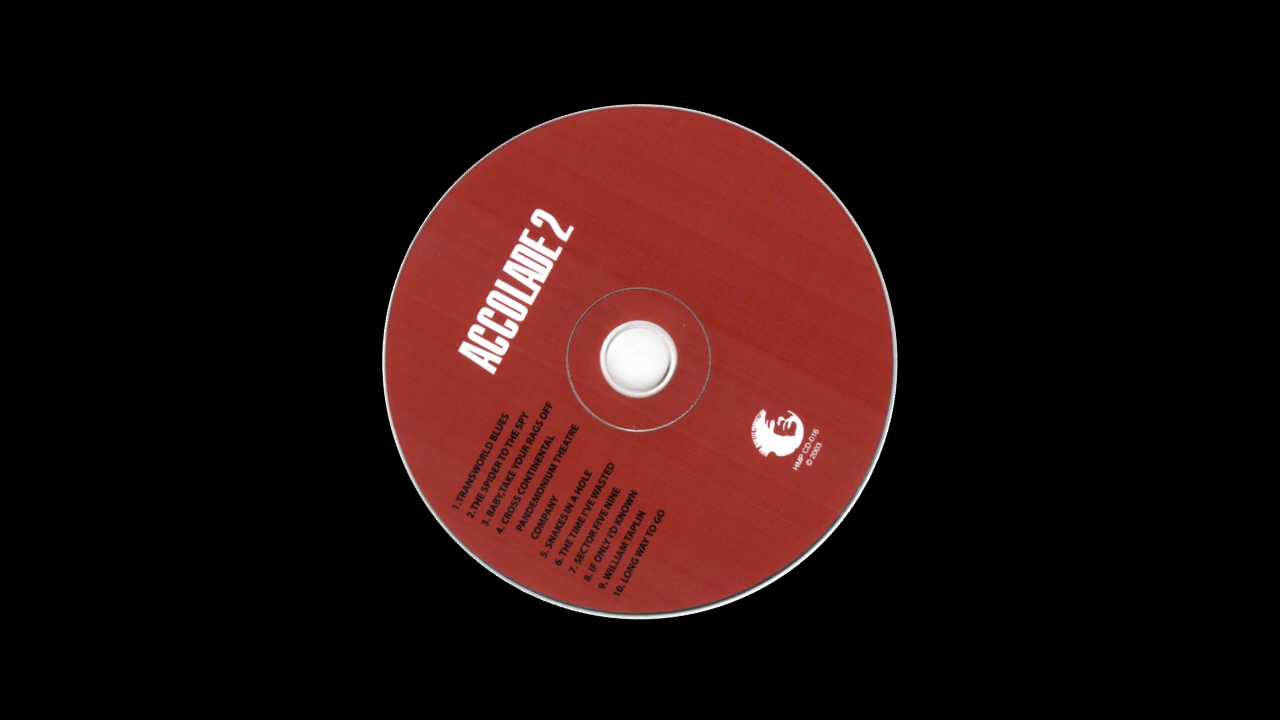 ACCOLADE 2
1.TRANSWORLD BLUES
2.THE SPIDER TO THE SPY
3. BABY,TAKE YOUR RAGS OFF
4. CROSS CONTINENTAL
PANDEMONIUM THEATRE
COMPANY
5. SNAKES IN A HOLE
6. THE TIME I'VE WASTED
7. SECTOR FIVE NINE
8. IF ONLY I'D KNOWN
9. WILLIAM TAPLIN
10. LONG WAY TO GO
HMP CD-016
© 2003